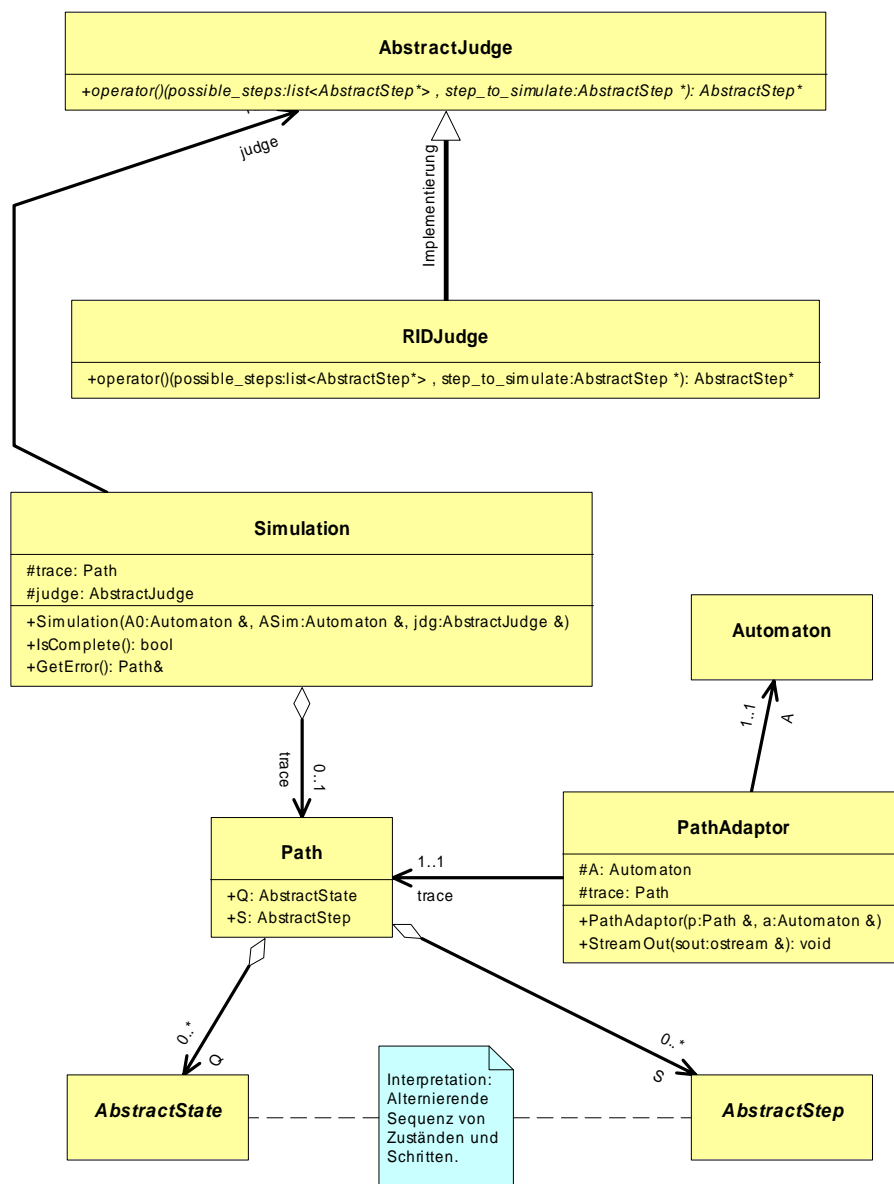 AbstractJudge
+operator()(possible_steps:list<AbstractStep*> , step_to_simulate:AbstractStep *): AbstractStep*
judge
Implementierung
RIDJudge
+operator()(possible_steps:list<AbstractStep*> , step_to_simulate:AbstractStep *): AbstractStep*
Simulation
#trace: Path
#judge: AbstractJudge
+Simulation(A0:Automaton &, ASim:Automaton &, jdg:AbstractJudge &)
+IsComplete(): bool
+GetError(): Path&
Automaton
1..1
A
trace
0..1
Path
+Q: AbstractState
+S: AbstractStep
1..1
trace
PathAdaptor
#A: Automaton
#trace: Path
+PathAdaptor(p:Path &, a:Automaton &)
+StreamOut(sout:ostream &): void
0..*
Q
0..*
S
AbstractState
Interpretation:
Alternierende
Sequenz von
Zuständen und
Schritten.
AbstractStep